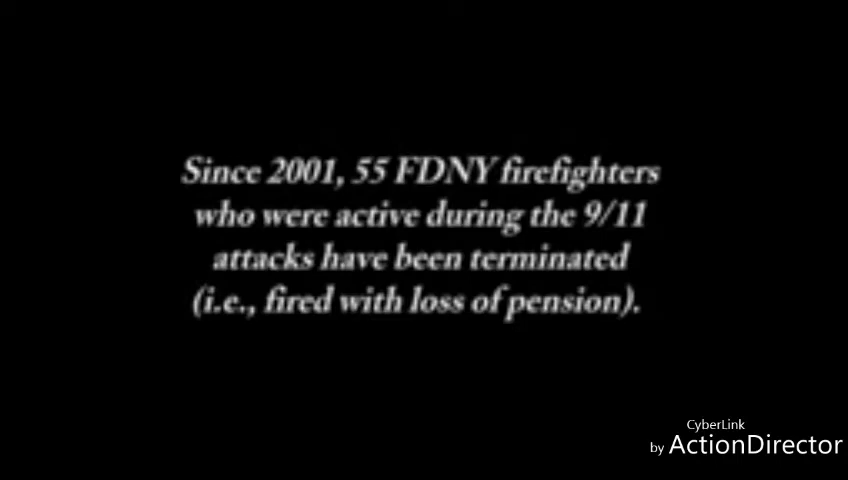 Since 2001, 55 FDNY firefighters
who were active during the 9/11
attacks have been terminated
(i.e., fired with loss of pension).
CyberLink
by ActionDirector